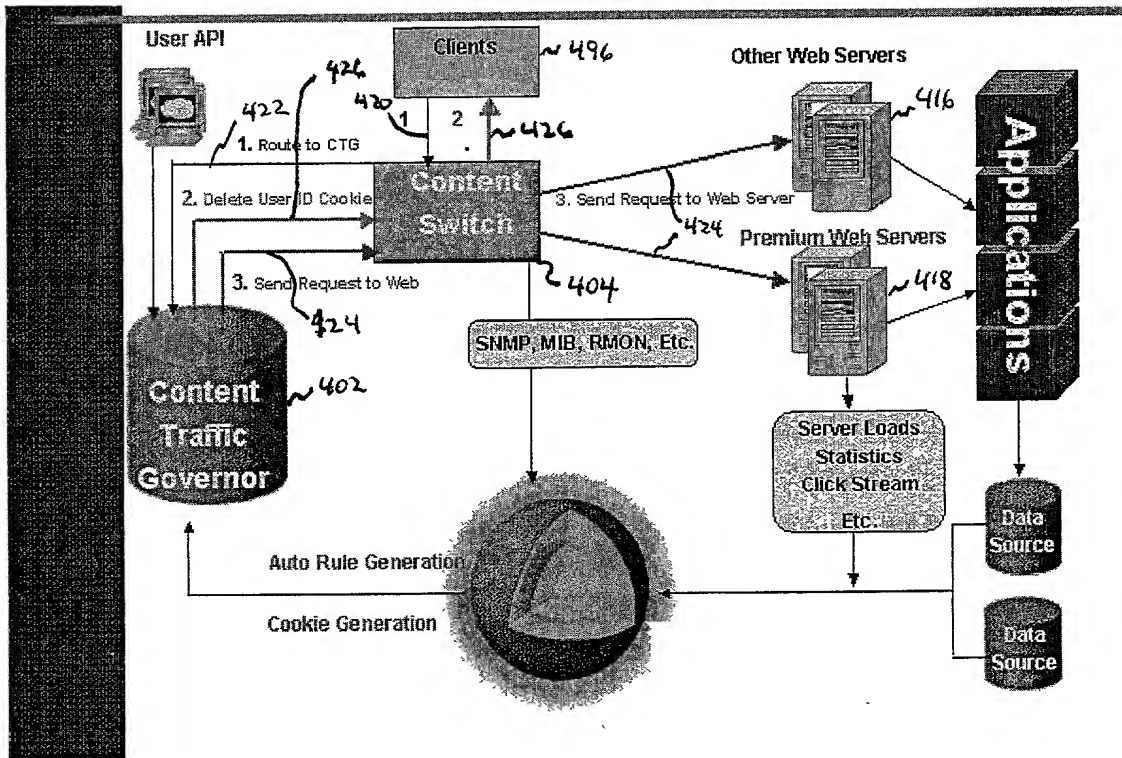 User API
Clients
496
Other Web Servers
426
420
1
2
426
422
416
1. Route to CTG
Content
Switch
2. Delete User ID Cookie
3. Send Request to Web Server
424
Premium Web Servers
3. Send Request to Web
424
404
418
Applications
SNMP, MIB, RMON, Etc.
402
Content
Traffic
Governor
Server Loads
Statistics
Click Stream
Etc.
Data
Source
Auto Rule Generation
Cookie Generation
Data
Source